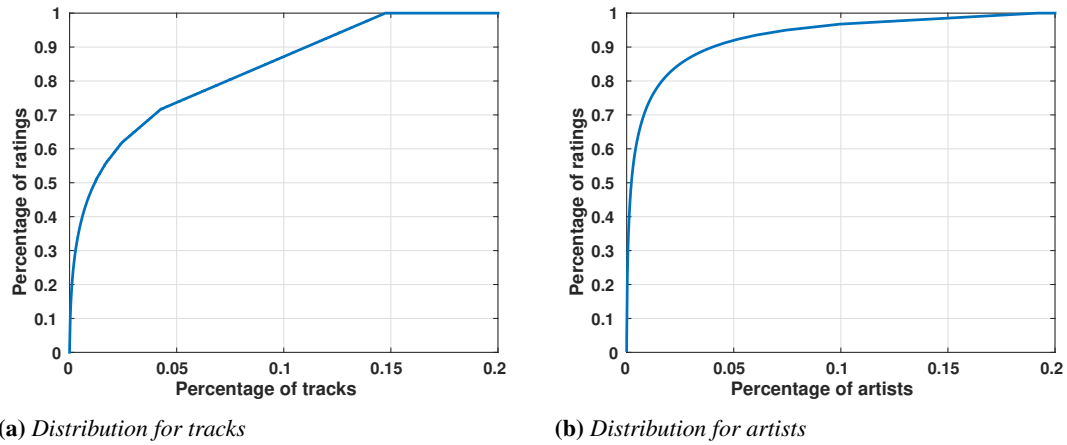 1
0.9
0.8
0.7
0.6
0.5
0.4
0.3
0.2
0.1
0
Percentage of ratings
0 0.05 0.1 0.15 0.2
Percentage of tracks
(a) Distribution for tracks
1
0.9
0.8
0.7
0.6
0.5
0.4
0.3
0.2
0.1
0
Percentage of ratings
0 0.05 0.1 0.15 0.2
Percentage of artists
(b) Distribution for artists